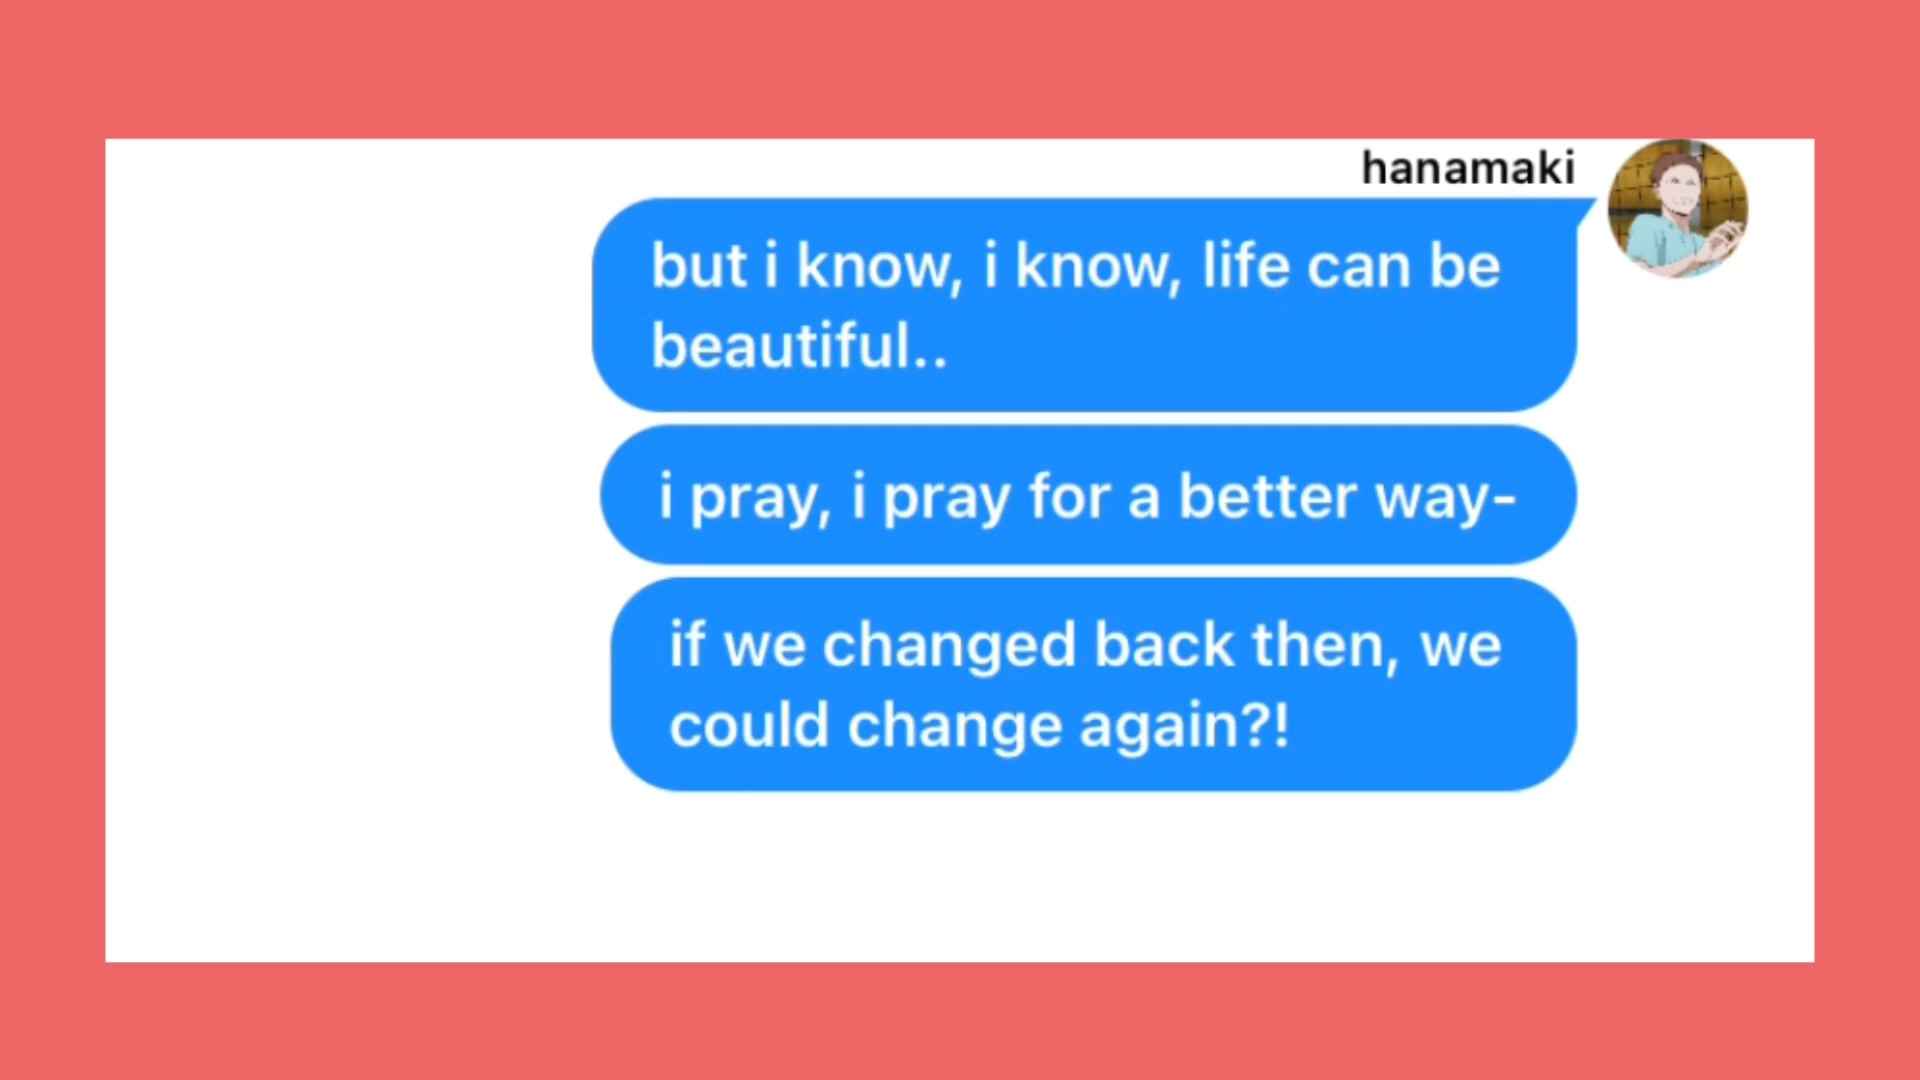 hanamaki
but i know, i know, life can be
beautiful..
i pray, i pray for a better way-
if we changed back then, we
could change again?!